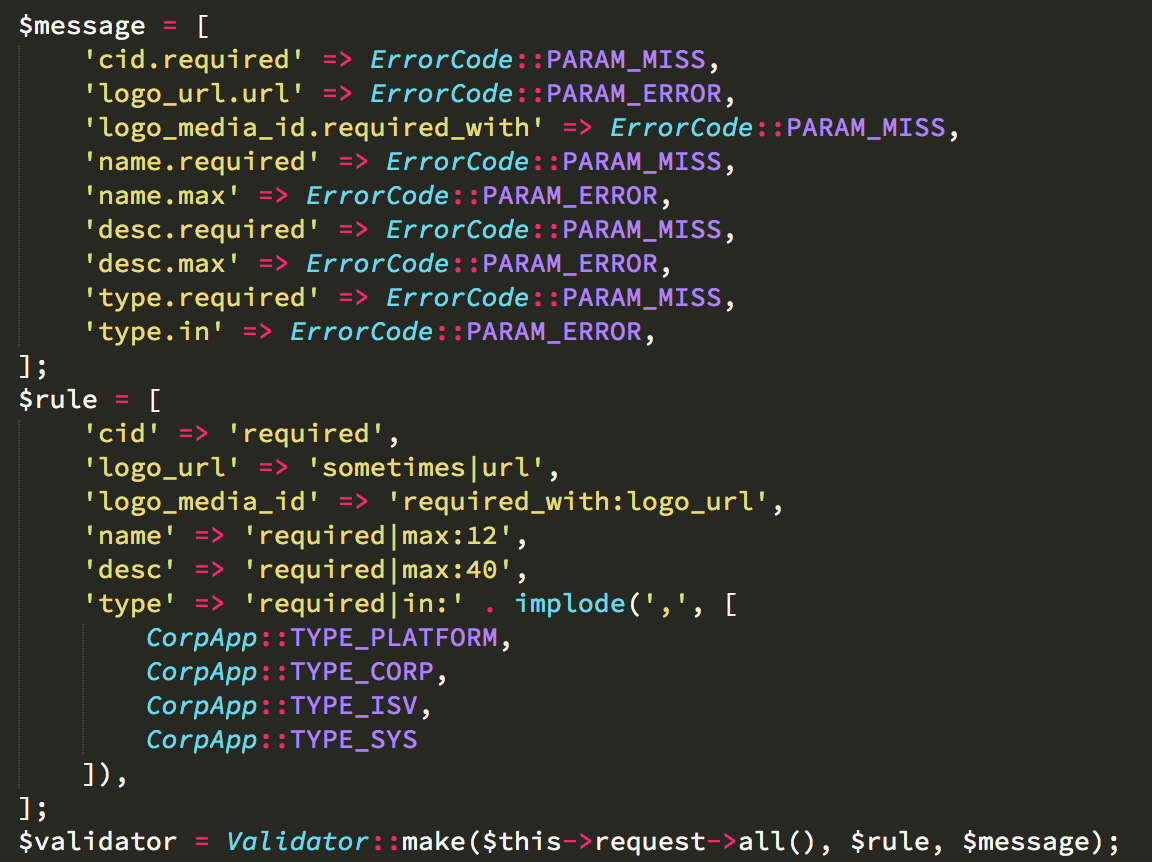 $message = [
    'cid.required' => ErrorCode::PARAM_MISS,
    'logo_url.url' => ErrorCode::PARAM_ERROR,
    'logo_media_id.required_with' => ErrorCode::PARAM_MISS,
    'name.required' => ErrorCode::PARAM_MISS,
    'name.max' => ErrorCode::PARAM_ERROR,
    'desc.required' => ErrorCode::PARAM_MISS,
    'desc.max' => ErrorCode::PARAM_ERROR,
    'type.required' => ErrorCode::PARAM_MISS,
    'type.in' => ErrorCode::PARAM_ERROR,
];
$rule = [
    'cid' => 'required',
    'logo_url' => 'sometimes|url',
    'logo_media_id' => 'required_with:logo_url',
    'name' => 'required|max:12',
    'desc' => 'required|max:40',
    'type' => 'required|in:' . implode(',', [
        CorpApp::TYPE_PLATFORM,
        CorpApp::TYPE_CORP,
        CorpApp::TYPE_ISV,
        CorpApp::TYPE_SYS
    ]),
];
$validator = Validator::make($this->request->all(), $rule, $message);